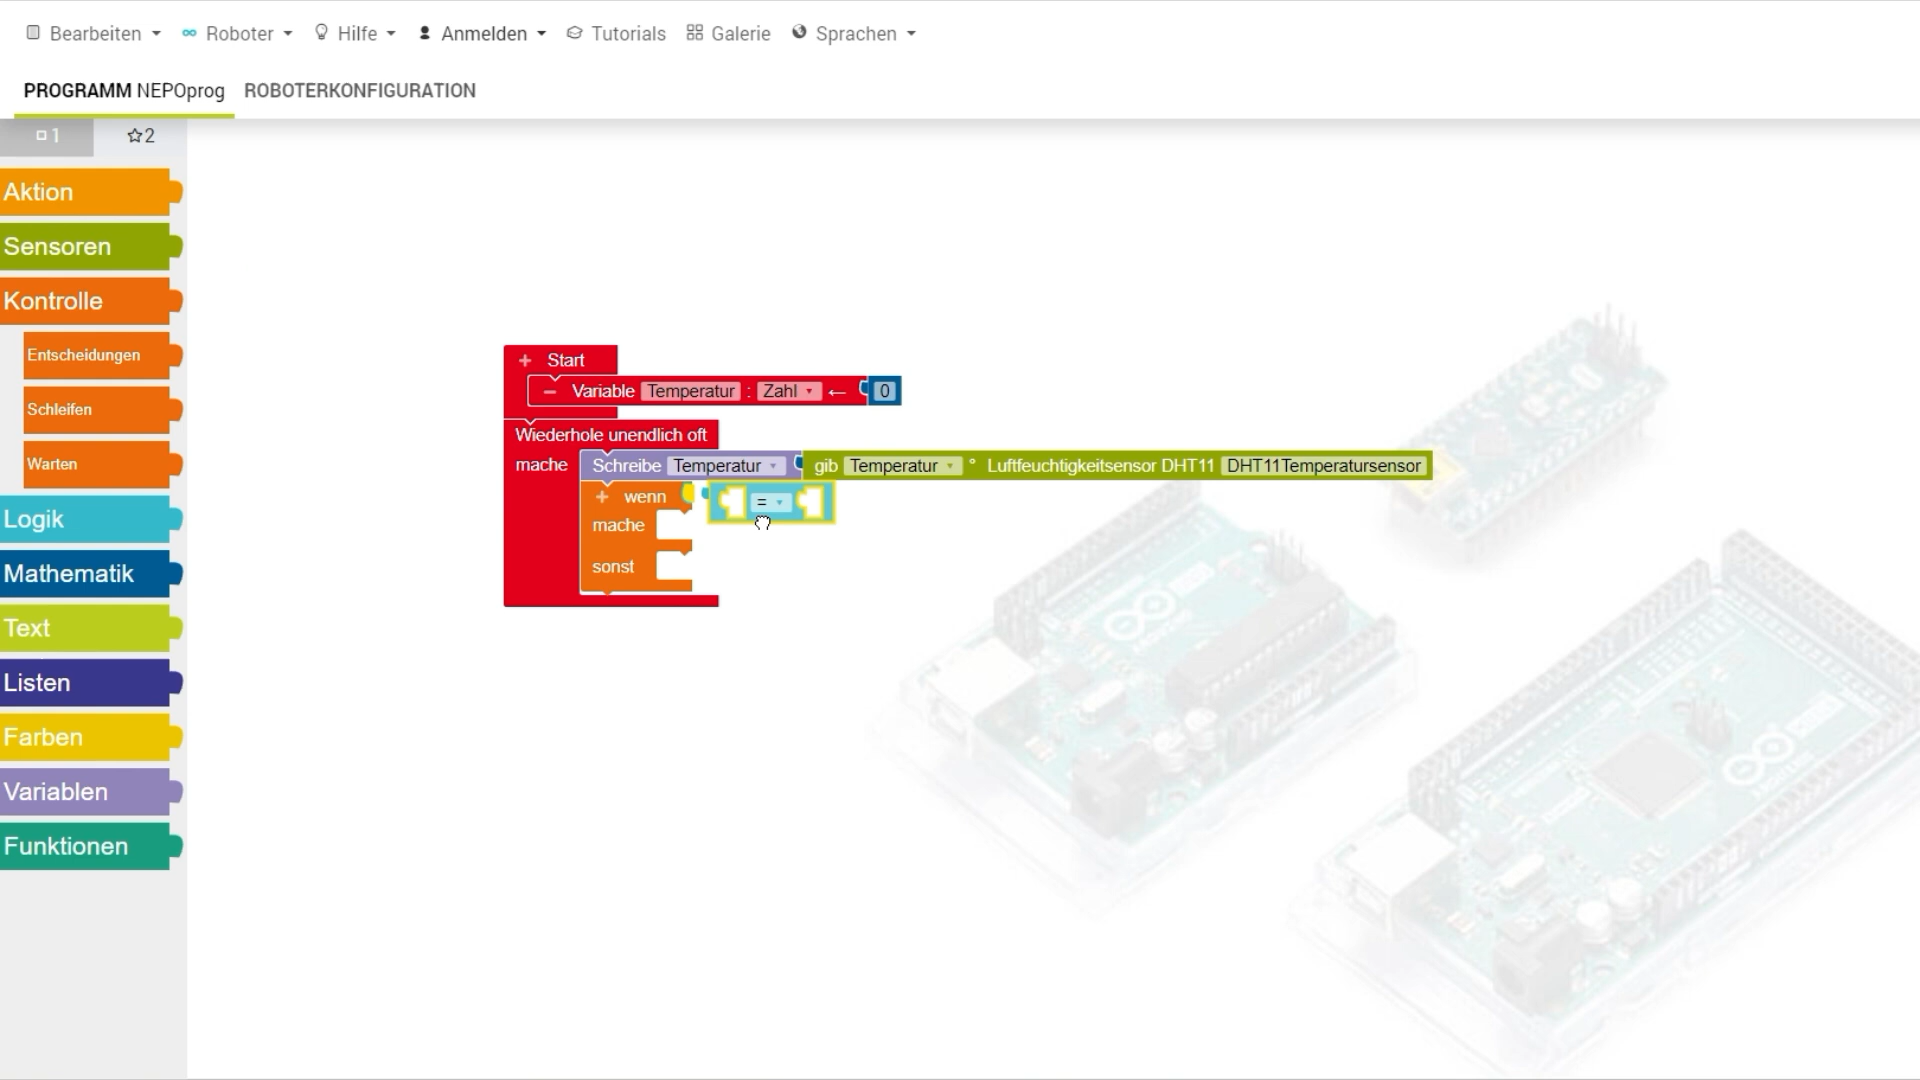 Bearbeiten Roboter Hilfe Anmelden Tutorials Galerie Sprachen
PROGRAMM NEPOprog ROBOTERKONFIGURATION
1 2
Aktion
Sensoren
Kontrolle
Entscheidungen
Schleifen
Warten
Logik
Mathematik
Text
Listen
Farben
Variablen
Funktionen
+ Start
− Variable Temperatur : Zahl ← 0
Wiederhole unendlich oft
mache Schreibe Temperatur gib Temperatur ° Luftfeuchtigkeitsensor DHT11 DHT11Temperatursensor
+ wenn =
mache
sonst